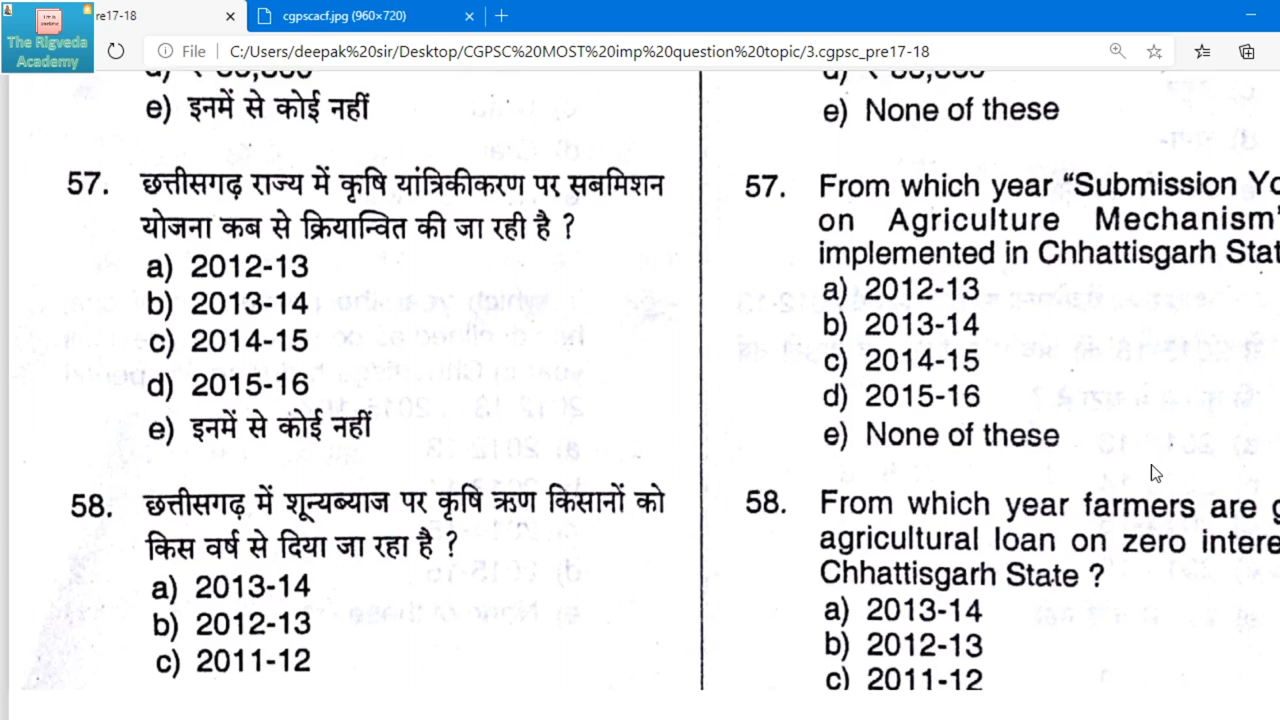 The Rigveda
Academy
re17-18
cgpscacf.jpg (960×720)
File
C:/Users/deepak%20sir/Desktop/CGPSC%20MOST%20imp%20question%20topic/3.cgpsc_pre17-18
e) इनमें से कोई नहीं
57. छत्तीसगढ़ राज्य में कृषि यांत्रिकीकरण पर सबमिशन
योजना कब से क्रियान्वित की जा रही है ?
a) 2012-13
b) 2013-14
c) 2014-15
d) 2015-16
e) इनमें से कोई नहीं
58. छत्तीसगढ़ में शून्यब्याज पर कृषि ऋण किसानों को
किस वर्ष से दिया जा रहा है ?
a) 2013-14
b) 2012-13
c) 2011-12
e) None of these
57. From which year “Submission Yo
on Agriculture Mechanism”
implemented in Chhattisgarh Stat
a) 2012-13
b) 2013-14
c) 2014-15
d) 2015-16
e) None of these
58. From which year farmers are g
agricultural loan on zero intere
Chhattisgarh State ?
a) 2013-14
b) 2012-13
c) 2011-12